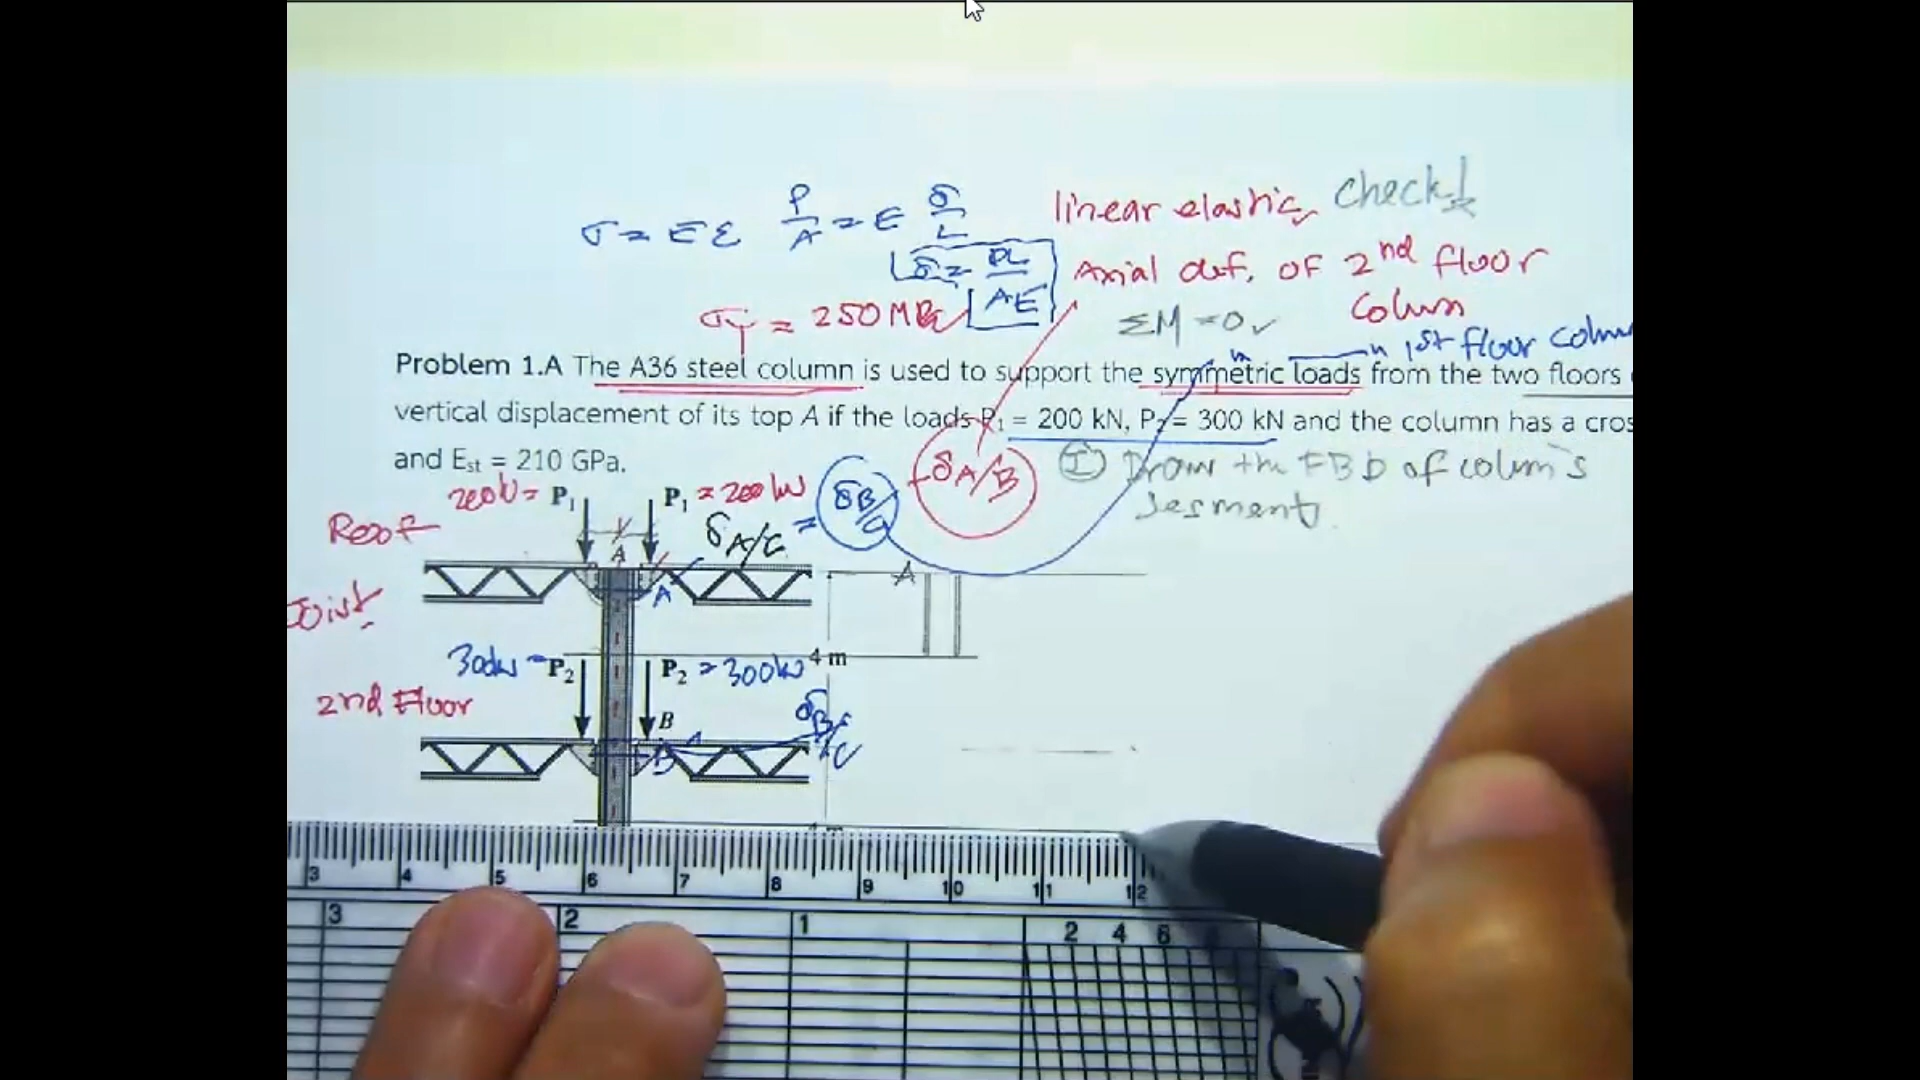 σ = Eε P/A = E δ/L linear elastic, check!
δ = PL/AE Axial def. of 2nd floor
σy = 250 MPa column
ΣM = 0 ✓
1st floor colum
Problem 1.A The A36 steel column is used to support the symmetric loads from the two floors
vertical displacement of its top A if the loads P1 = 200 kN, P2 = 300 kN and the column has a cros
and Est = 210 GPa.
δA/C = δB/C + δA/B
① Draw the FBD of colum's
segment.
200kN = P1 P1 = 200 kN
Roof
A
A
A
Joist
4 m
300kN = P2 P2 = 300kN
2nd Floor
B
B
δB/C
4 m
3 4 5 6 7 8 9 10 11 12
3 2 1 2 4 6